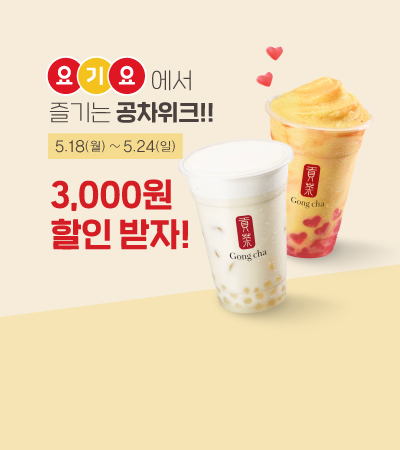 요기요에서
즐기는 공차위크!!
5.18(월) ~ 5.24(일)
3,000원
할인 받자!
貢茶
Gong cha
貢茶
Gong cha